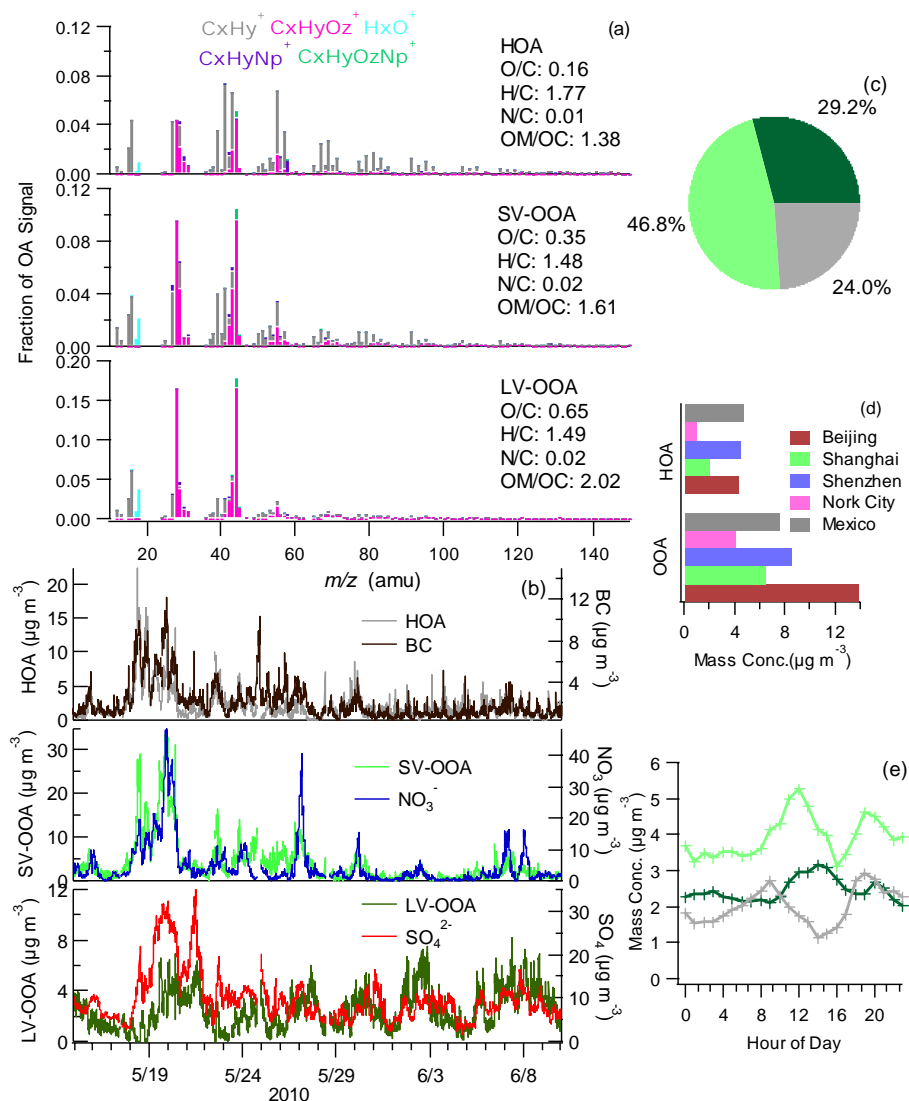 CxHy+ CxHyOz+ HxO+
CxHyNp+ CxHyOzNp+
(a)
HOA
O/C: 0.16
H/C: 1.77
N/C: 0.01
OM/OC: 1.38
0.12
0.08
0.04
0.00
SV-OOA
O/C: 0.35
H/C: 1.48
N/C: 0.02
OM/OC: 1.61
0.12
0.08
0.04
0.00
LV-OOA
O/C: 0.65
H/C: 1.49
N/C: 0.02
OM/OC: 2.02
0.20
0.15
0.10
0.05
0.00
Fraction of OA Signal
20 40 60 80 100 120 140
m/z (amu)
(b)
HOA
BC
HOA (µg m-3)
20
15
10
5
0
BC (µg m-3)
12
8
4
0
SV-OOA
NO3-
SV-OOA (µg m-3)
30
20
10
0
NO3 (µg m-3)
40
30
20
10
0
LV-OOA
SO42-
LV-OOA (µg m-3)
12
8
4
0
SO4 (µg m-3)
30
20
10
0
5/19 5/24 5/29 6/3 6/8
2010
(c)
29.2%
46.8%
24.0%
(d)
HOA
OOA
Beijing
Shanghai
Shenzhen
Nork City
Mexico
0 4 8 12
Mass Conc.(µg m-3)
(e)
Mass Conc. (µg m-3)
6
5
4
3
2
1
0
0 4 8 12 16 20
Hour of Day